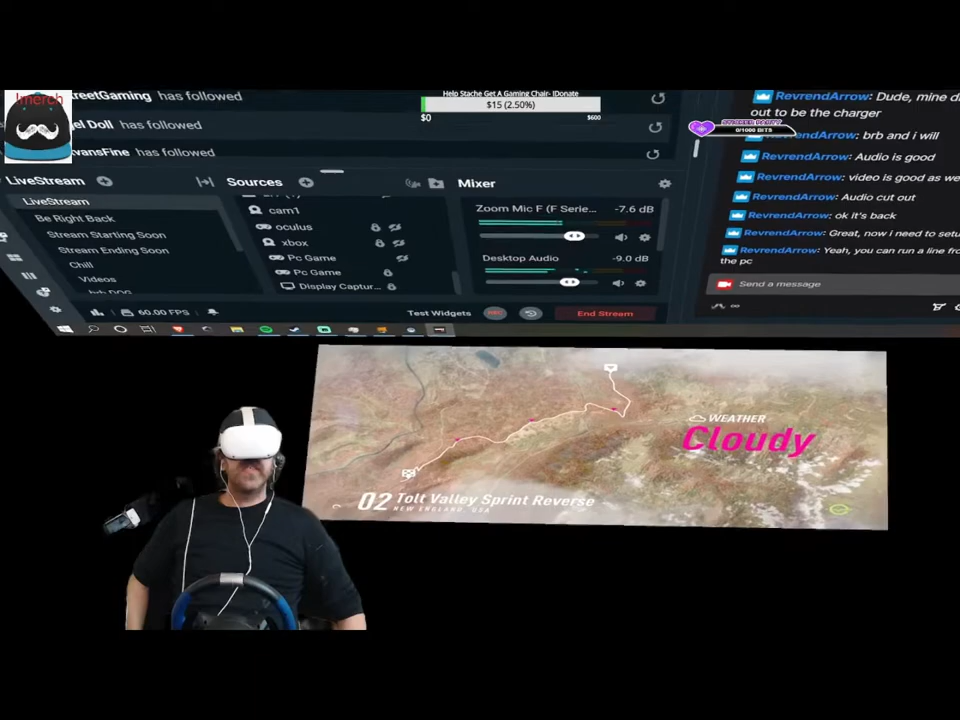 !merch
treetGaming has followed
gel Doll has followed
vansFine has followed
Help Stache Get A Gaming Chair- !Donate
$15 (2.50%)
$0
$600
0/1000 BITS
RevrendArrow: Dude, mine d
out to be the charger
RevrendArrow: brb and i will
RevrendArrow: Audio is good
RevrendArrow: video is good as we
RevrendArrow: Audio cut out
RevrendArrow: ok it's back
RevrendArrow: Great, now i need to setu
RevrendArrow: Yeah, you can run a line fro
the pc
Send a message
LiveStream
LiveStream
Be Right Back
Stream Starting Soon
Stream Ending Soon
Chill
Videos
Sources
cam1
oculus
xbox
Pc Game
Pc Game
Display Captur...
Mixer
Zoom Mic F (F Serie... -7.6 dB
Desktop Audio -9.0 dB
60.00 FPS
Test Widgets
REC
End Stream
WEATHER
Cloudy
02 Tolt Valley Sprint Reverse
NEW ENGLAND, USA